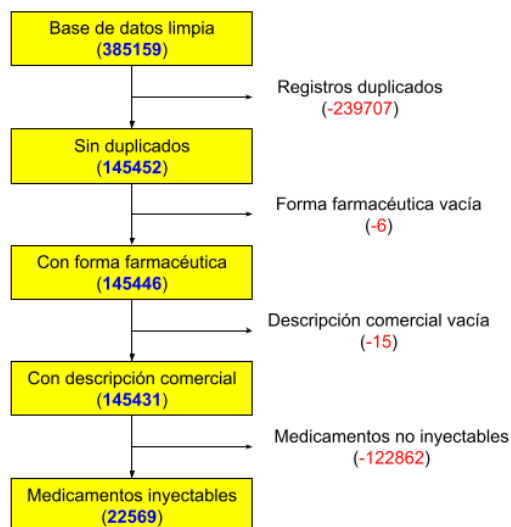 Base de datos limpia
(385159)
Registros duplicados
(-239707)
Sin duplicados
(145452)
Forma farmacéutica vacía
(-6)
Con forma farmacéutica
(145446)
Descripción comercial vacía
(-15)
Con descripción comercial
(145431)
Medicamentos no inyectables
(-122862)
Medicamentos inyectables
(22569)